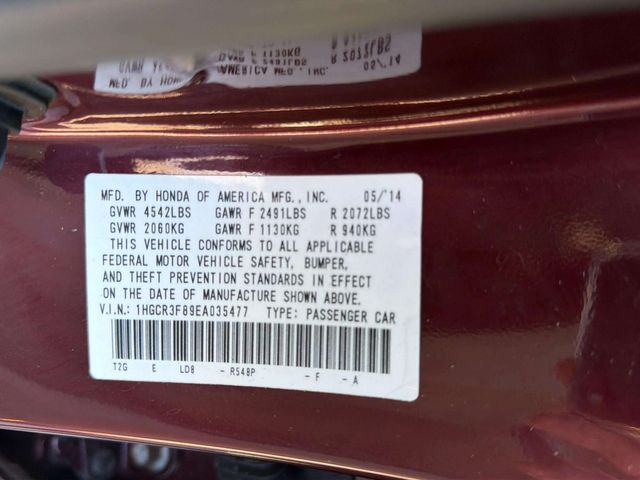 MFD. BY HONDA OF AMERICA MFG., INC. 05/'14
GVWR 4542LBS GAWR F 2491LBS R 2072LBS
GVWR 2060KG GAWR F 1130KG R 940KG
THIS VEHICLE CONFORMS TO ALL APPLICABLE
FEDERAL MOTOR VEHICLE SAFETY, BUMPER,
AND THEFT PREVENTION STANDARDS IN EFFECT
ON THE DATE OF MANUFACTURE SHOWN ABOVE.
V.I.N.: 1HGCR3F89EA035477 TYPE: PASSENGER CAR
T2G E LD8 - R548P - F - A